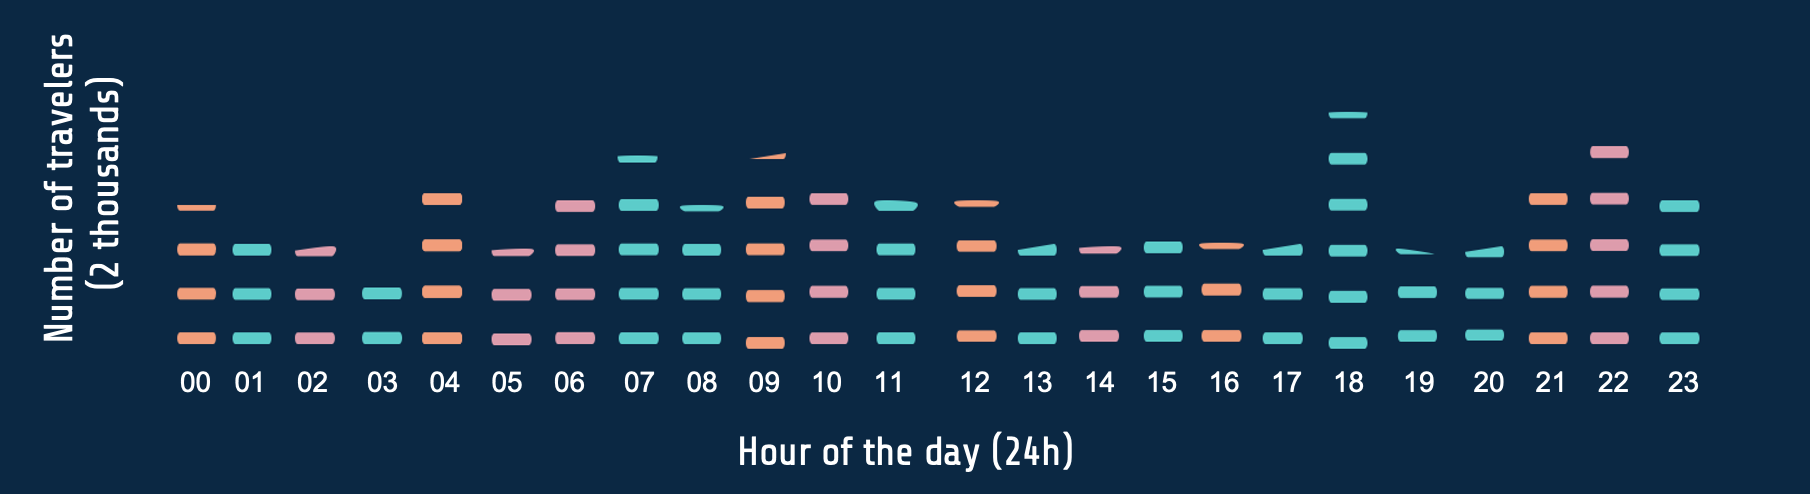 Number of travelers
(2 thousands)
00 01 02 03 04 05 06 07 08 09 10 11 12 13 14 15 16 17 18 19 20 21 22 23
Hour of the day (24h)